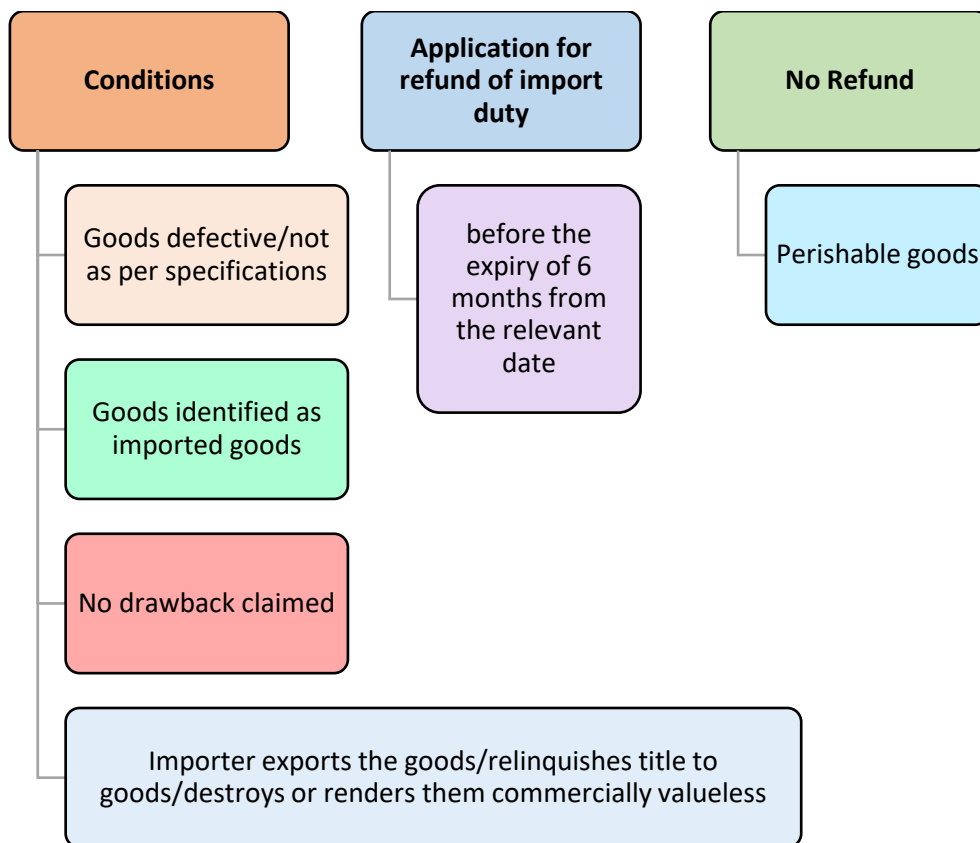 Conditions
Goods defective/not
as per specifications
Goods identified as
imported goods
No drawback claimed
Importer exports the goods/relinquishes title to
goods/destroys or renders them commercially valueless
Application for
refund of import
duty
before the
expiry of 6
months from
the relevant
date
No Refund
Perishable goods